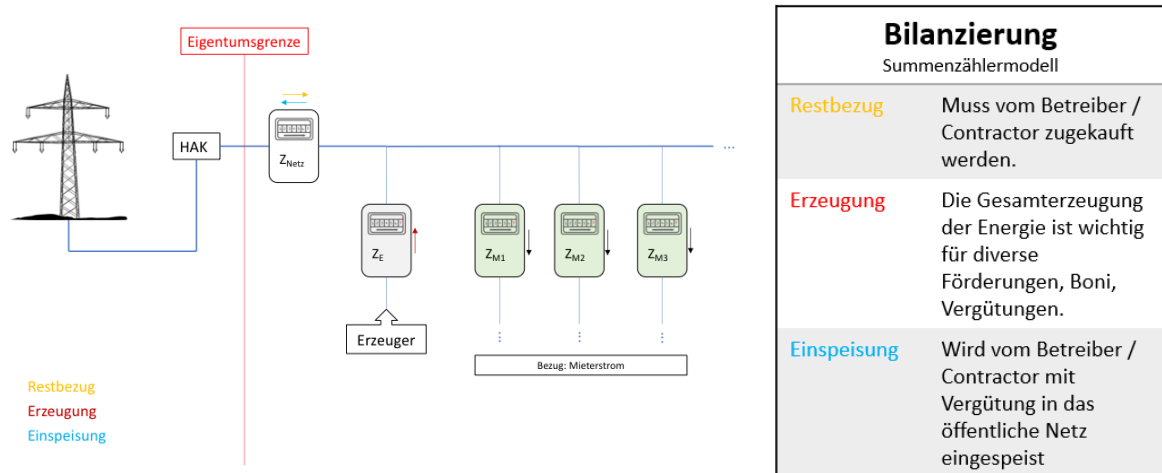 Eigentumsgrenze
HAK
Z_Netz
...
Z_E
Z_M1
Z_M2
Z_M3
Erzeuger
Bezug: Mieterstrom
Restbezug
Erzeugung
Einspeisung
Bilanzierung
Summenzählermodell
Restbezug
Muss vom Betreiber /
Contractor zugekauft
werden.
Erzeugung
Die Gesamterzeugung
der Energie ist wichtig
für diverse
Förderungen, Boni,
Vergütungen.
Einspeisung
Wird vom Betreiber /
Contractor mit
Vergütung in das
öffentliche Netz
eingespeist